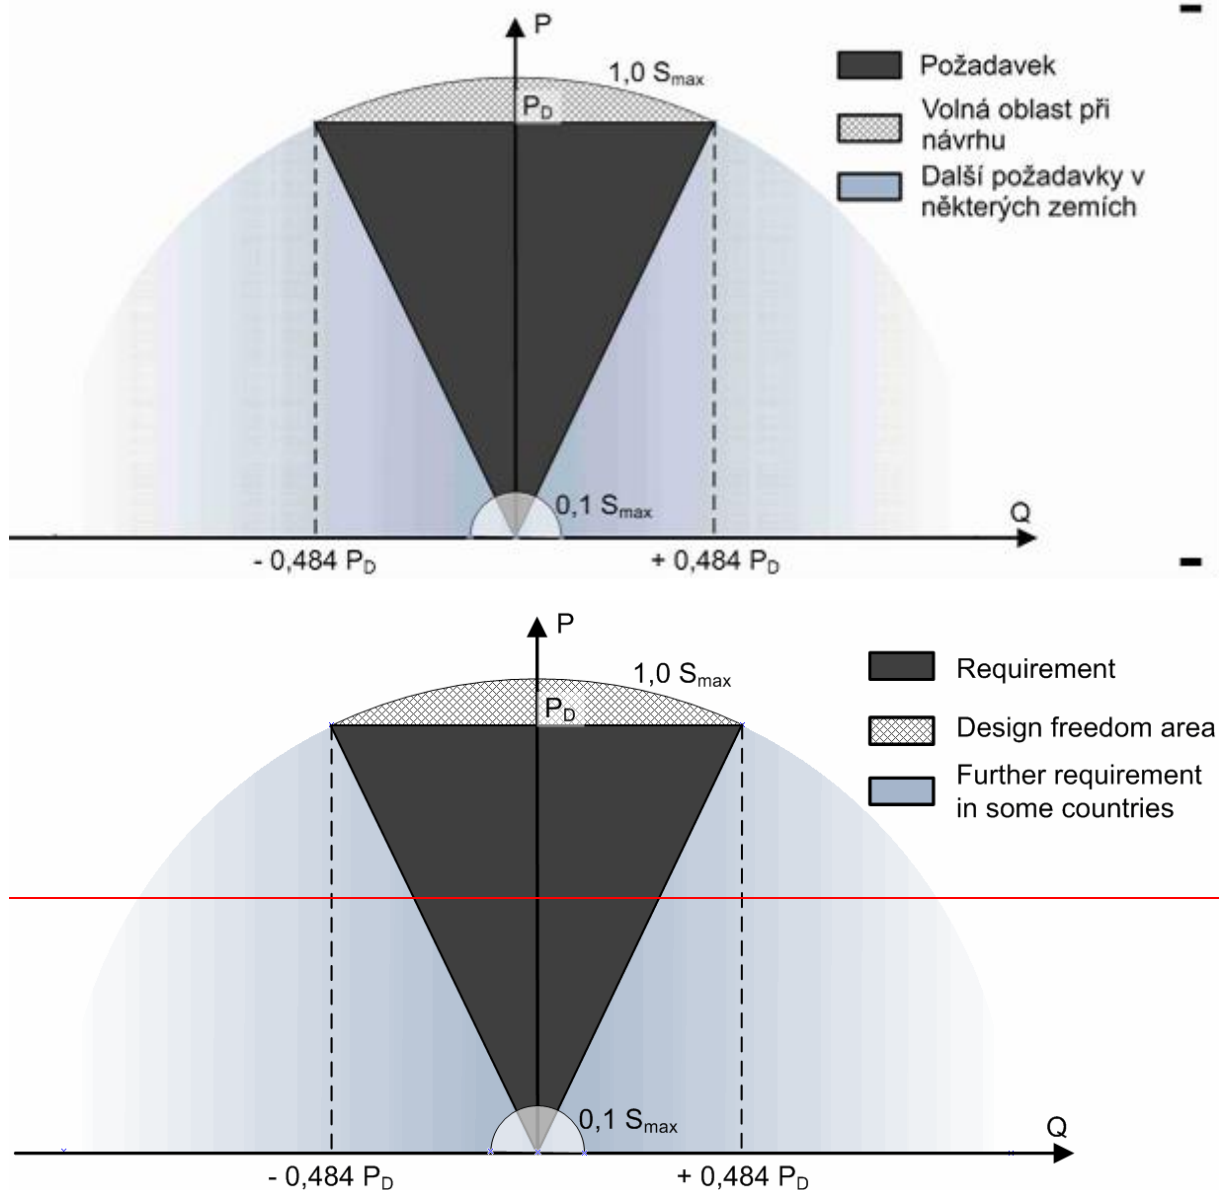 P
1,0 Smax
PD
Požadavek
Volná oblast při
návrhu
Další požadavky v
některých zemích
0,1 Smax
Q
- 0,484 PD
+ 0,484 PD
P
1,0 Smax
PD
Requirement
Design freedom area
Further requirement
in some countries
0,1 Smax
Q
- 0,484 PD
+ 0,484 PD